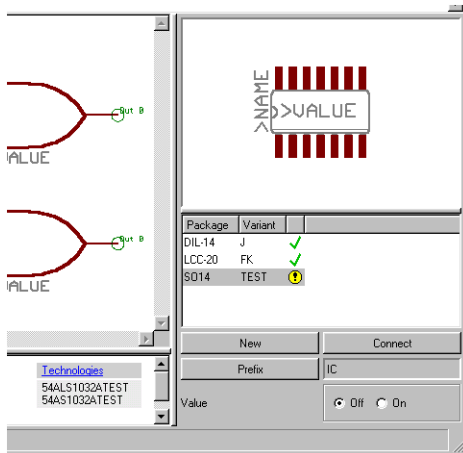 Out B
VALUE
Out B
VALUE
>NAME
>VALUE
Package Variant
DIL-14 J
LCC-20 FK
SO14 TEST
New Connect
Prefix IC
Value Off On
Technologies
54ALS1032ATEST
54AS1032ATEST